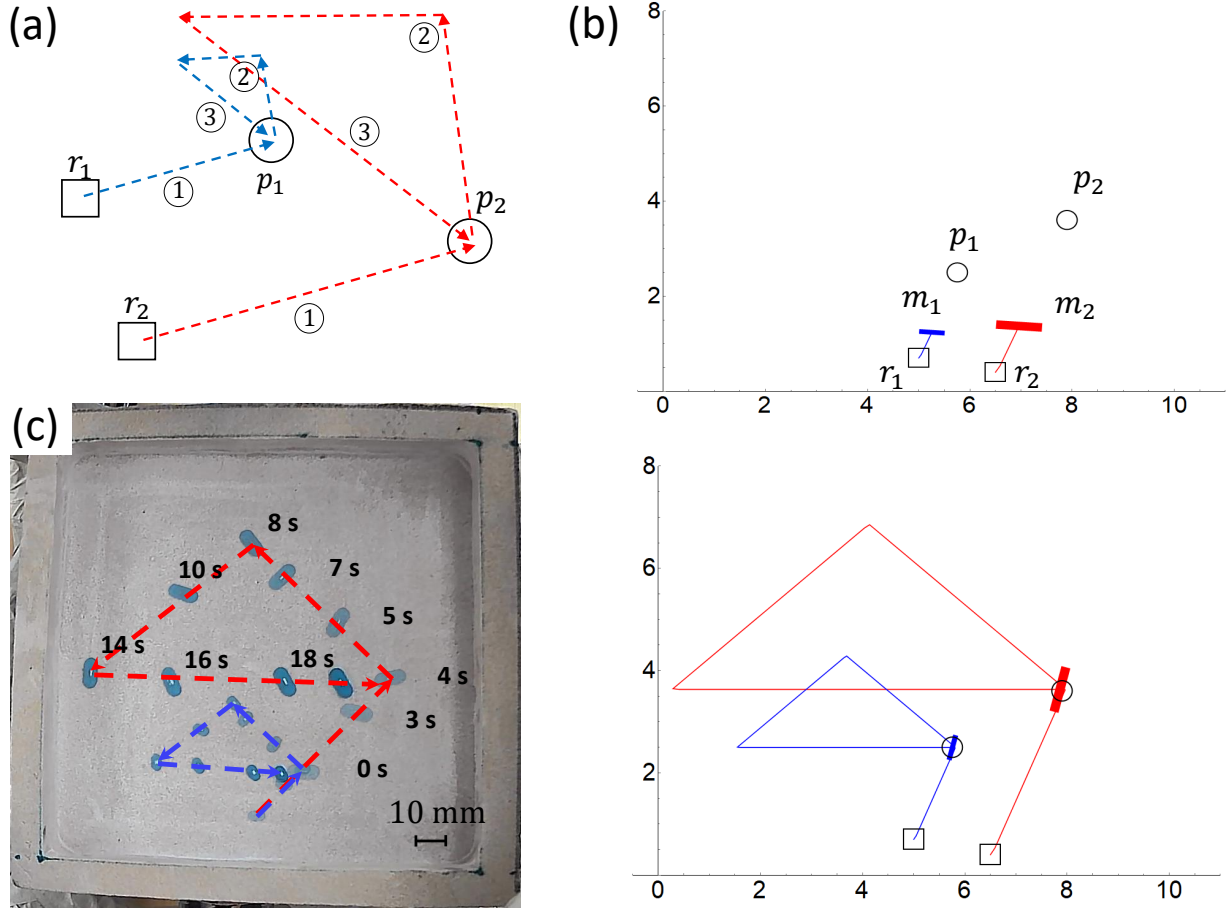 (a)
②
②
③
③
r₁
①
p₁
p₂
r₂
①
(b)
8
6
4
2
p₂
p₁
m₁
m₂
r₁
r₂
0 2 4 6 8 10
(c)
8 s
10 s
7 s
5 s
14 s
16 s
18 s
4 s
3 s
0 s
10 mm
8
6
4
2
0 2 4 6 8 10